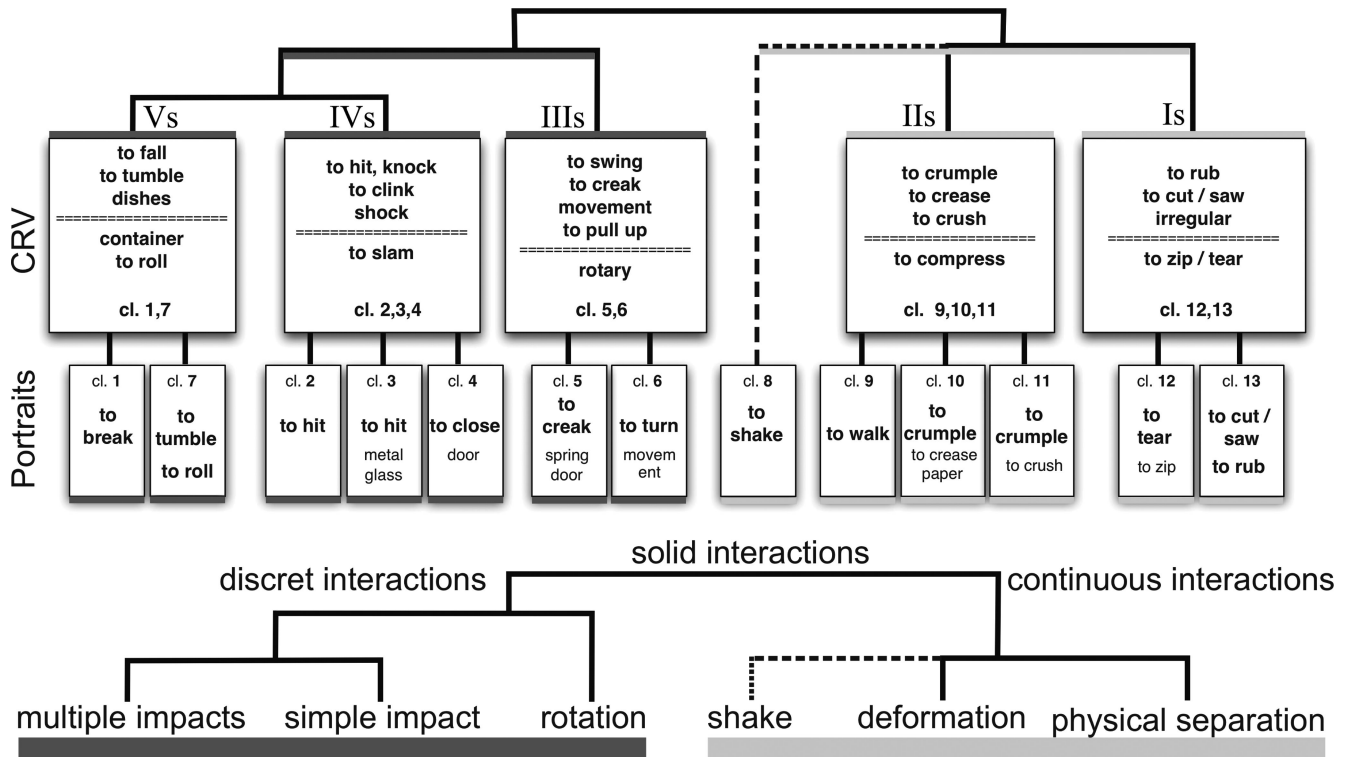 Vs
IVs
IIIs
IIs
Is
CRV
to fall
to tumble
dishes
====================
container
to roll
cl. 1,7
to hit, knock
to clink
shock
====================
to slam
cl. 2,3,4
to swing
to creak
movement
to pull up
====================
rotary
cl. 5,6
to crumple
to crease
to crush
====================
to compress
cl. 9,10,11
to rub
to cut / saw
irregular
====================
to zip / tear
cl. 12,13
Portraits
cl. 1
to
break
cl. 7
to
tumble
to roll
cl. 2
to hit
cl. 3
to hit
metal
glass
cl. 4
to close
door
cl. 5
to
creak
spring
door
cl. 6
to turn
movem
ent
cl. 8
to
shake
cl. 9
to walk
cl. 10
to
crumple
to crease
paper
cl. 11
to
crumple
to crush
cl. 12
to
tear
to zip
cl. 13
to cut /
saw
to rub
solid interactions
discret interactions
continuous interactions
multiple impacts
simple impact
rotation
shake
deformation
physical separation